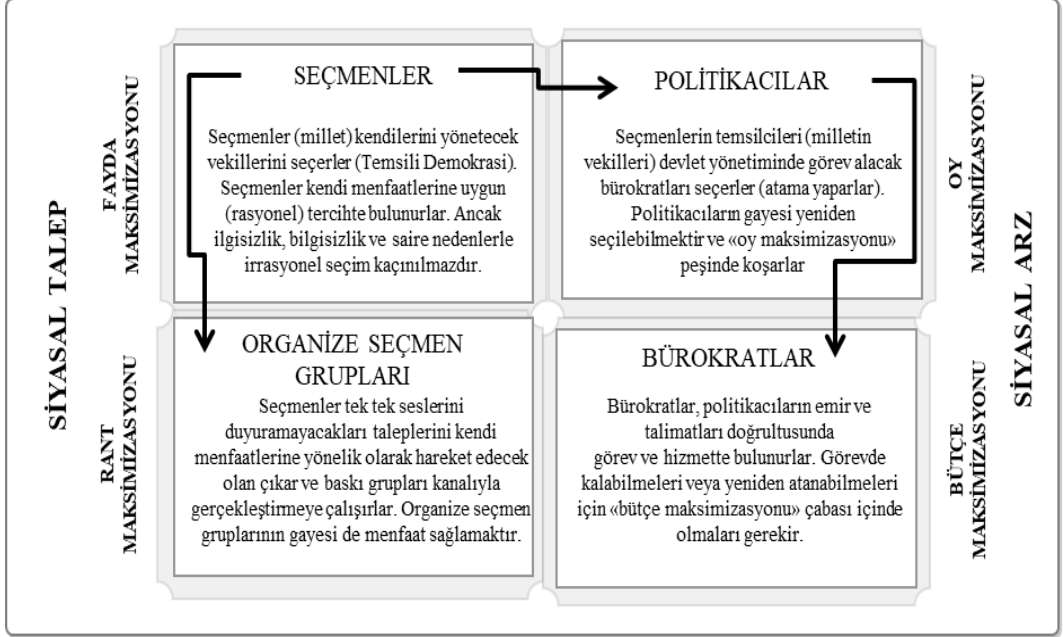 SİYASAL TALEP
FAYDA
MAKSİMİZASYONU
SEÇMENLER
Seçmenler (millet) kendilerini yönetecek
vekillerini seçerler (Temsili Demokrasi).
Seçmenler kendi menfaatlerine uygun
(rasyonel) tercihte bulunurlar. Ancak
ilgisizlik, bilgisizlik ve saire nedenlerle
irrasyonel seçim kaçınılmazdır.
POLİTİKACILAR
Seçmenlerin temsilcileri (milletin
vekilleri) devlet yönetiminde görev alacak
bürokratları seçerler (atama yaparlar).
Politikacıların gayesi yeniden
seçilebilmektir ve «oy maksimizasyonu»
peşinde koşarlar
OY
MAKSİMİZASYONU
SİYASAL ARZ
RANT
MAKSİMİZASYONU
ORGANİZE SEÇMEN
GRUPLARI
Seçmenler tek tek seslerini
duyuramayacakları taleplerini kendi
menfaatlerine yönelik olarak hareket edecek
olan çıkar ve baskı grupları kanalıyla
gerçekleştirmeye çalışırlar. Organize seçmen
gruplarının gayesi de menfaat sağlamaktır.
BÜROKRATLAR
Bürokratlar, politikacıların emir ve
talimatları doğrultusunda
görev ve hizmette bulunurlar. Görevde
kalabilmeleri veya yeniden atanabilmeleri
için «bütçe maksimizasyonu» çabası içinde
olmaları gerekir.
BÜTÇE
MAKSİMİZASYONU